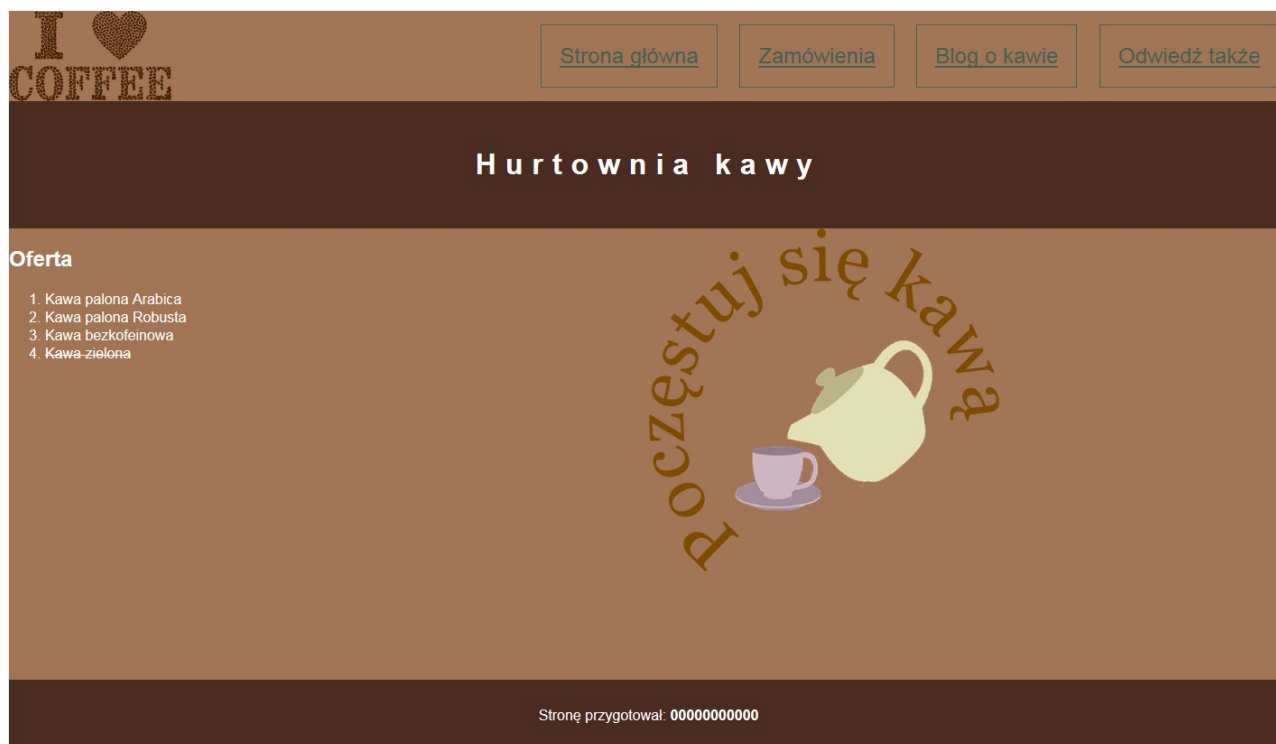 I
COFFEE
Strona główna
Zamówienia
Blog o kawie
Odwiedź także
Hurtownia kawy
Oferta
1. Kawa palona Arabica
2. Kawa palona Robusta
3. Kawa bezkofeinowa
4. Kawa zielona
Poczęstuj się kawą
Stronę przygotował: 00000000000